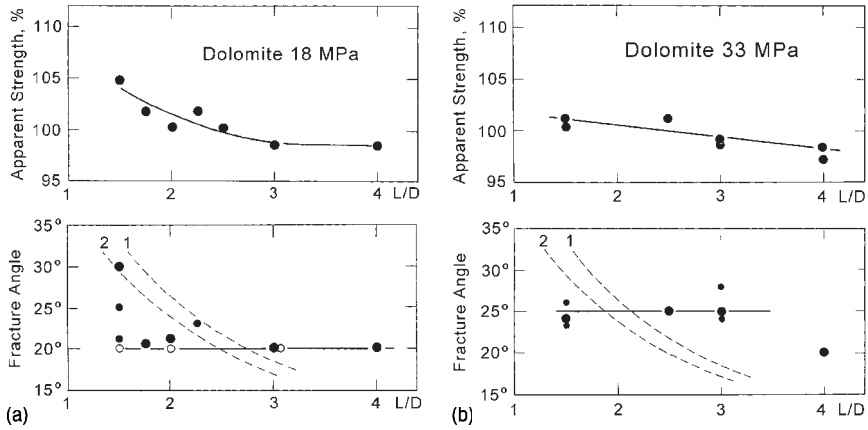 Apparent Strength, %
110
105
100
95
Dolomite 18 MPa
1 2 3 4 L/D
Fracture Angle
35°
30°
25°
20°
15°
2 1
1 2 3 4 L/D
(a)
Apparent Strength, %
110
105
100
95
Dolomite 33 MPa
1 2 3 4 L/D
Fracture Angle
35°
30°
25°
20°
15°
2 1
1 2 3 4 L/D
(b)